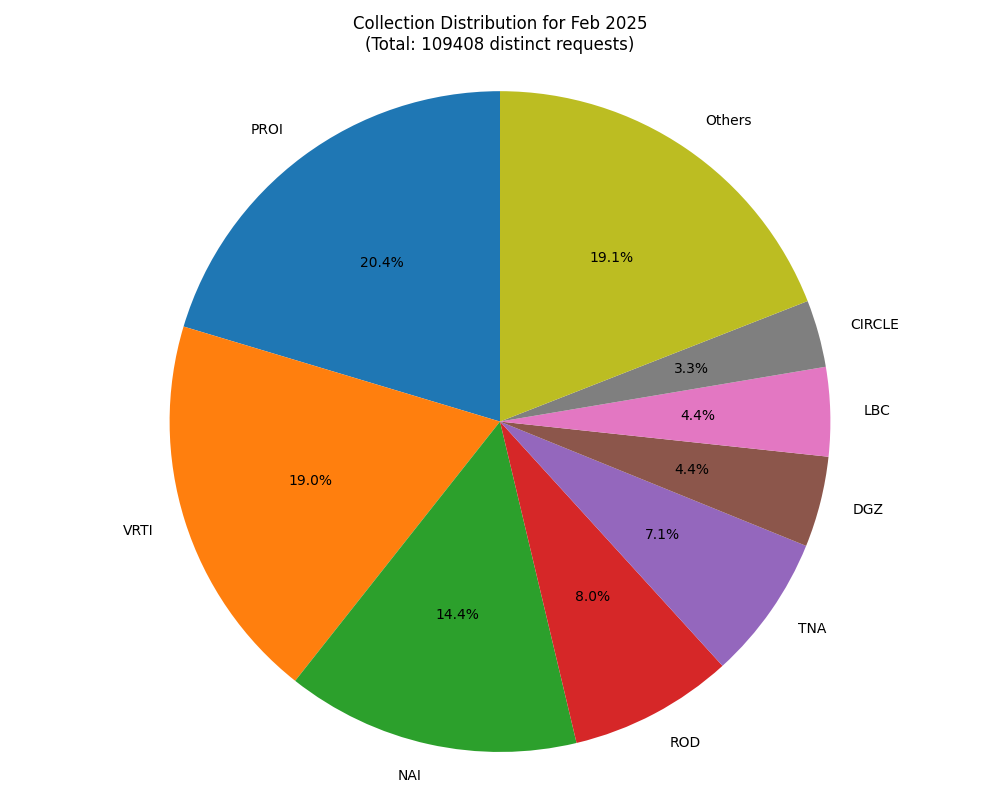 Collection Distribution for Feb 2025
(Total: 109408 distinct requests)
PROI
Others
20.4%
19.1%
CIRCLE
3.3%
LBC
4.4%
DGZ
4.4%
VRTI
19.0%
TNA
7.1%
14.4%
8.0%
ROD
NAI